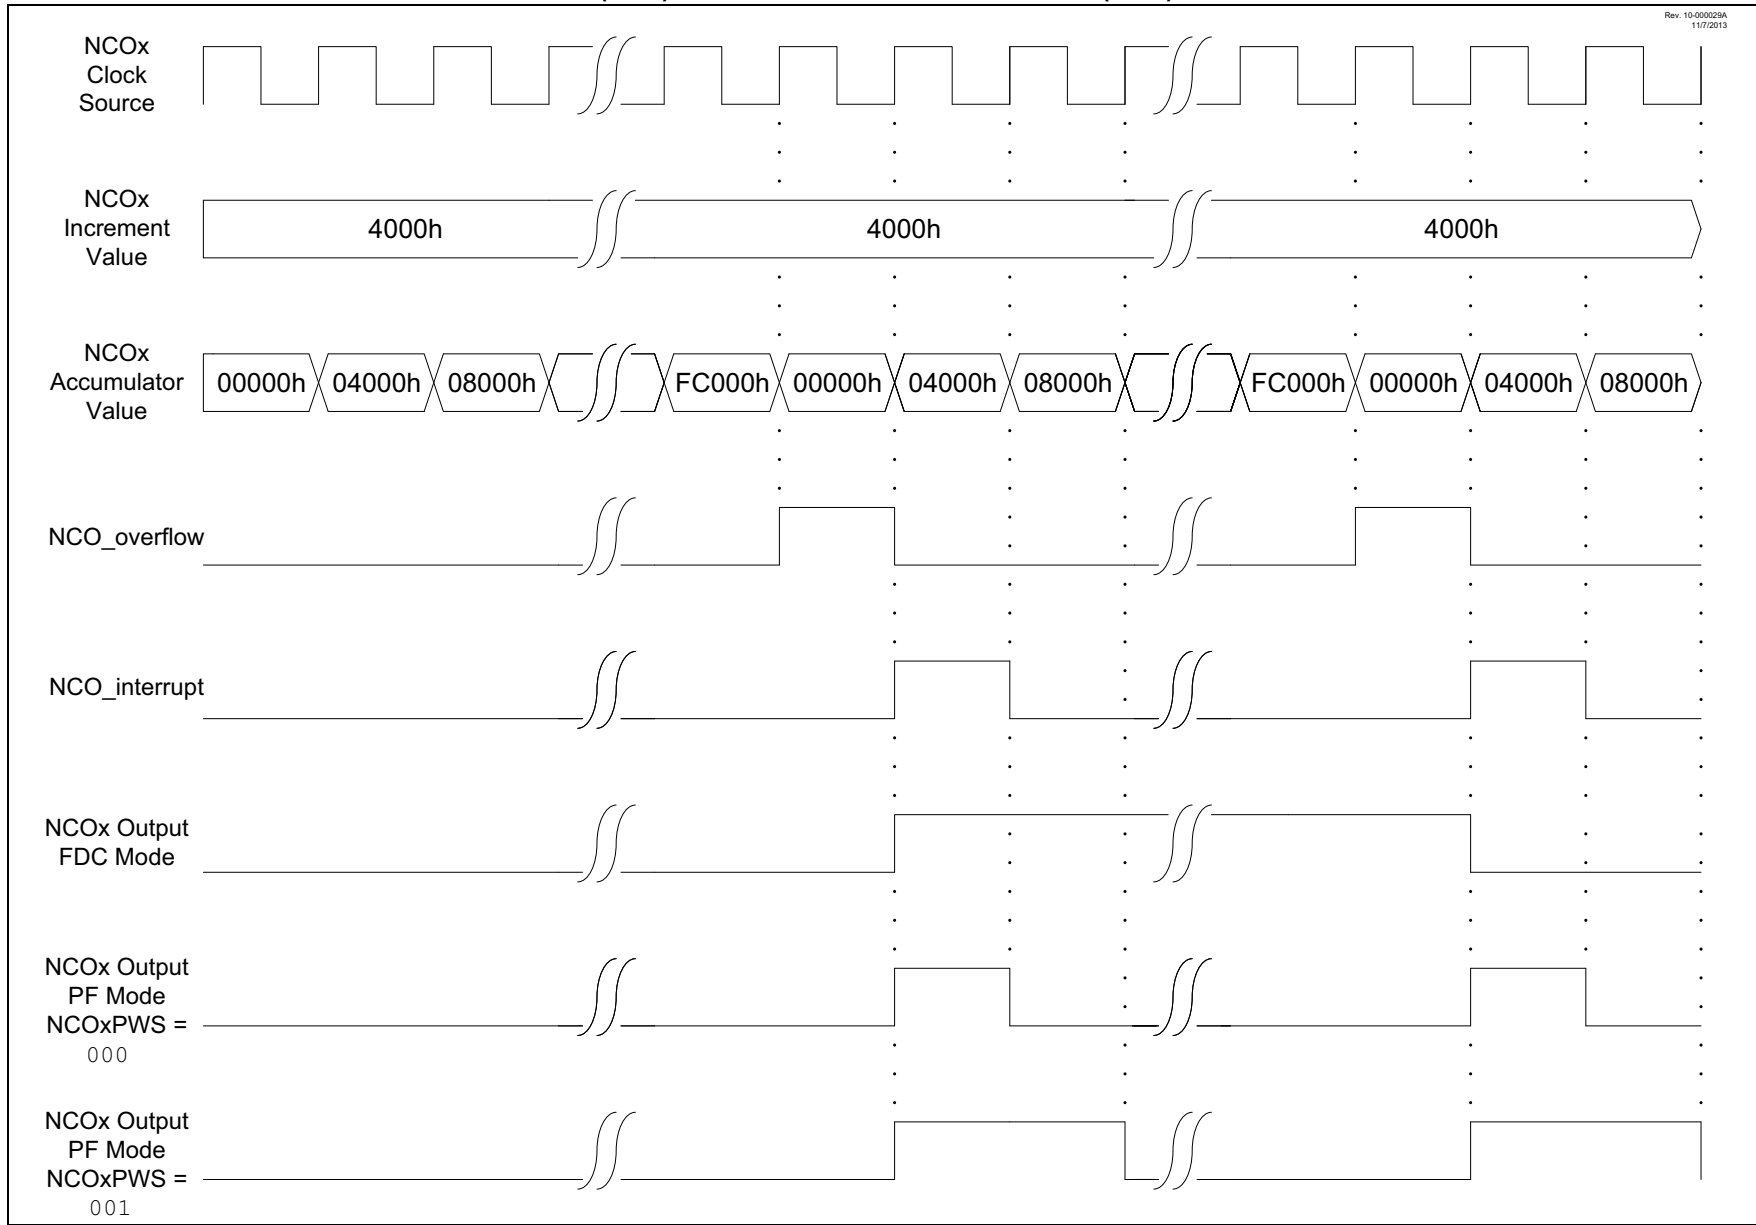 Rev. 10-000029A
11/7/2013
NCOx
Clock
Source
NCOx
Increment
Value
4000h
4000h
4000h
NCOx
Accumulator
Value
00000h
04000h
08000h
FC000h
00000h
04000h
08000h
FC000h
00000h
04000h
08000h
NCO_overflow
NCO_interrupt
NCOx Output
FDC Mode
NCOx Output
PF Mode
NCOxPWS =
000
NCOx Output
PF Mode
NCOxPWS =
001